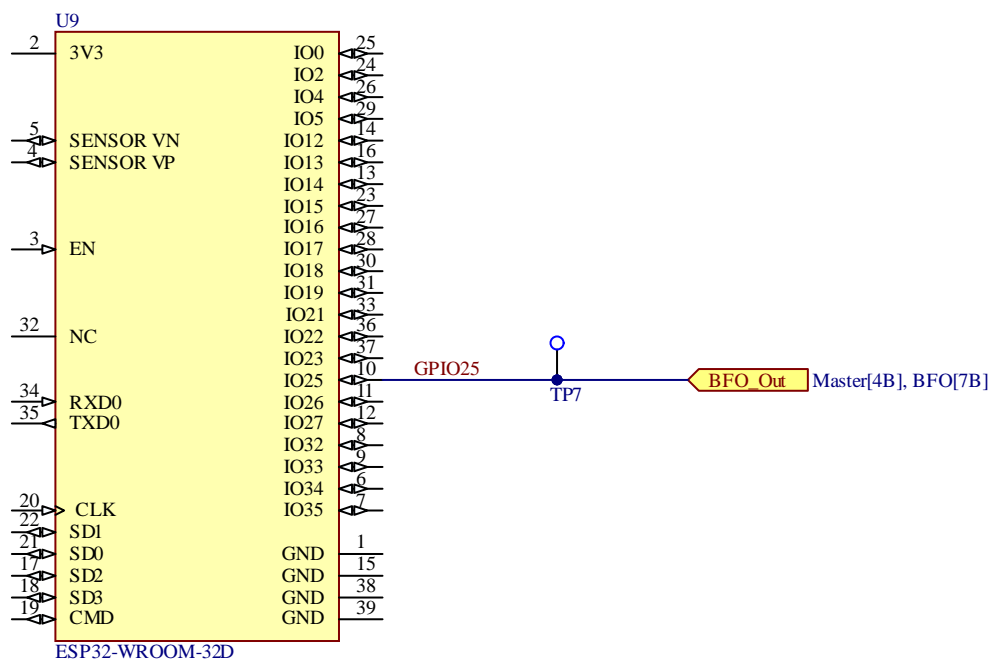 U9
2 3V3 IO0 25
IO2 24
IO4 26
IO5 29
5 SENSOR VN IO12 14
4 SENSOR VP IO13 16
IO14 13
IO15 23
IO16 27
3 EN IO17 28
IO18 30
IO19 31
IO21 33
32 NC IO22 36
IO23 37
IO25 10 GPIO25 BFO_Out Master[4B], BFO[7B]
TP7
34 RXD0 IO26 11
35 TXD0 IO27 12
IO32 8
IO33 9
IO34 6
20 CLK IO35 7
22 SD1
21 SD0 GND 1
17 SD2 GND 15
18 SD3 GND 38
19 CMD GND 39
ESP32-WROOM-32D